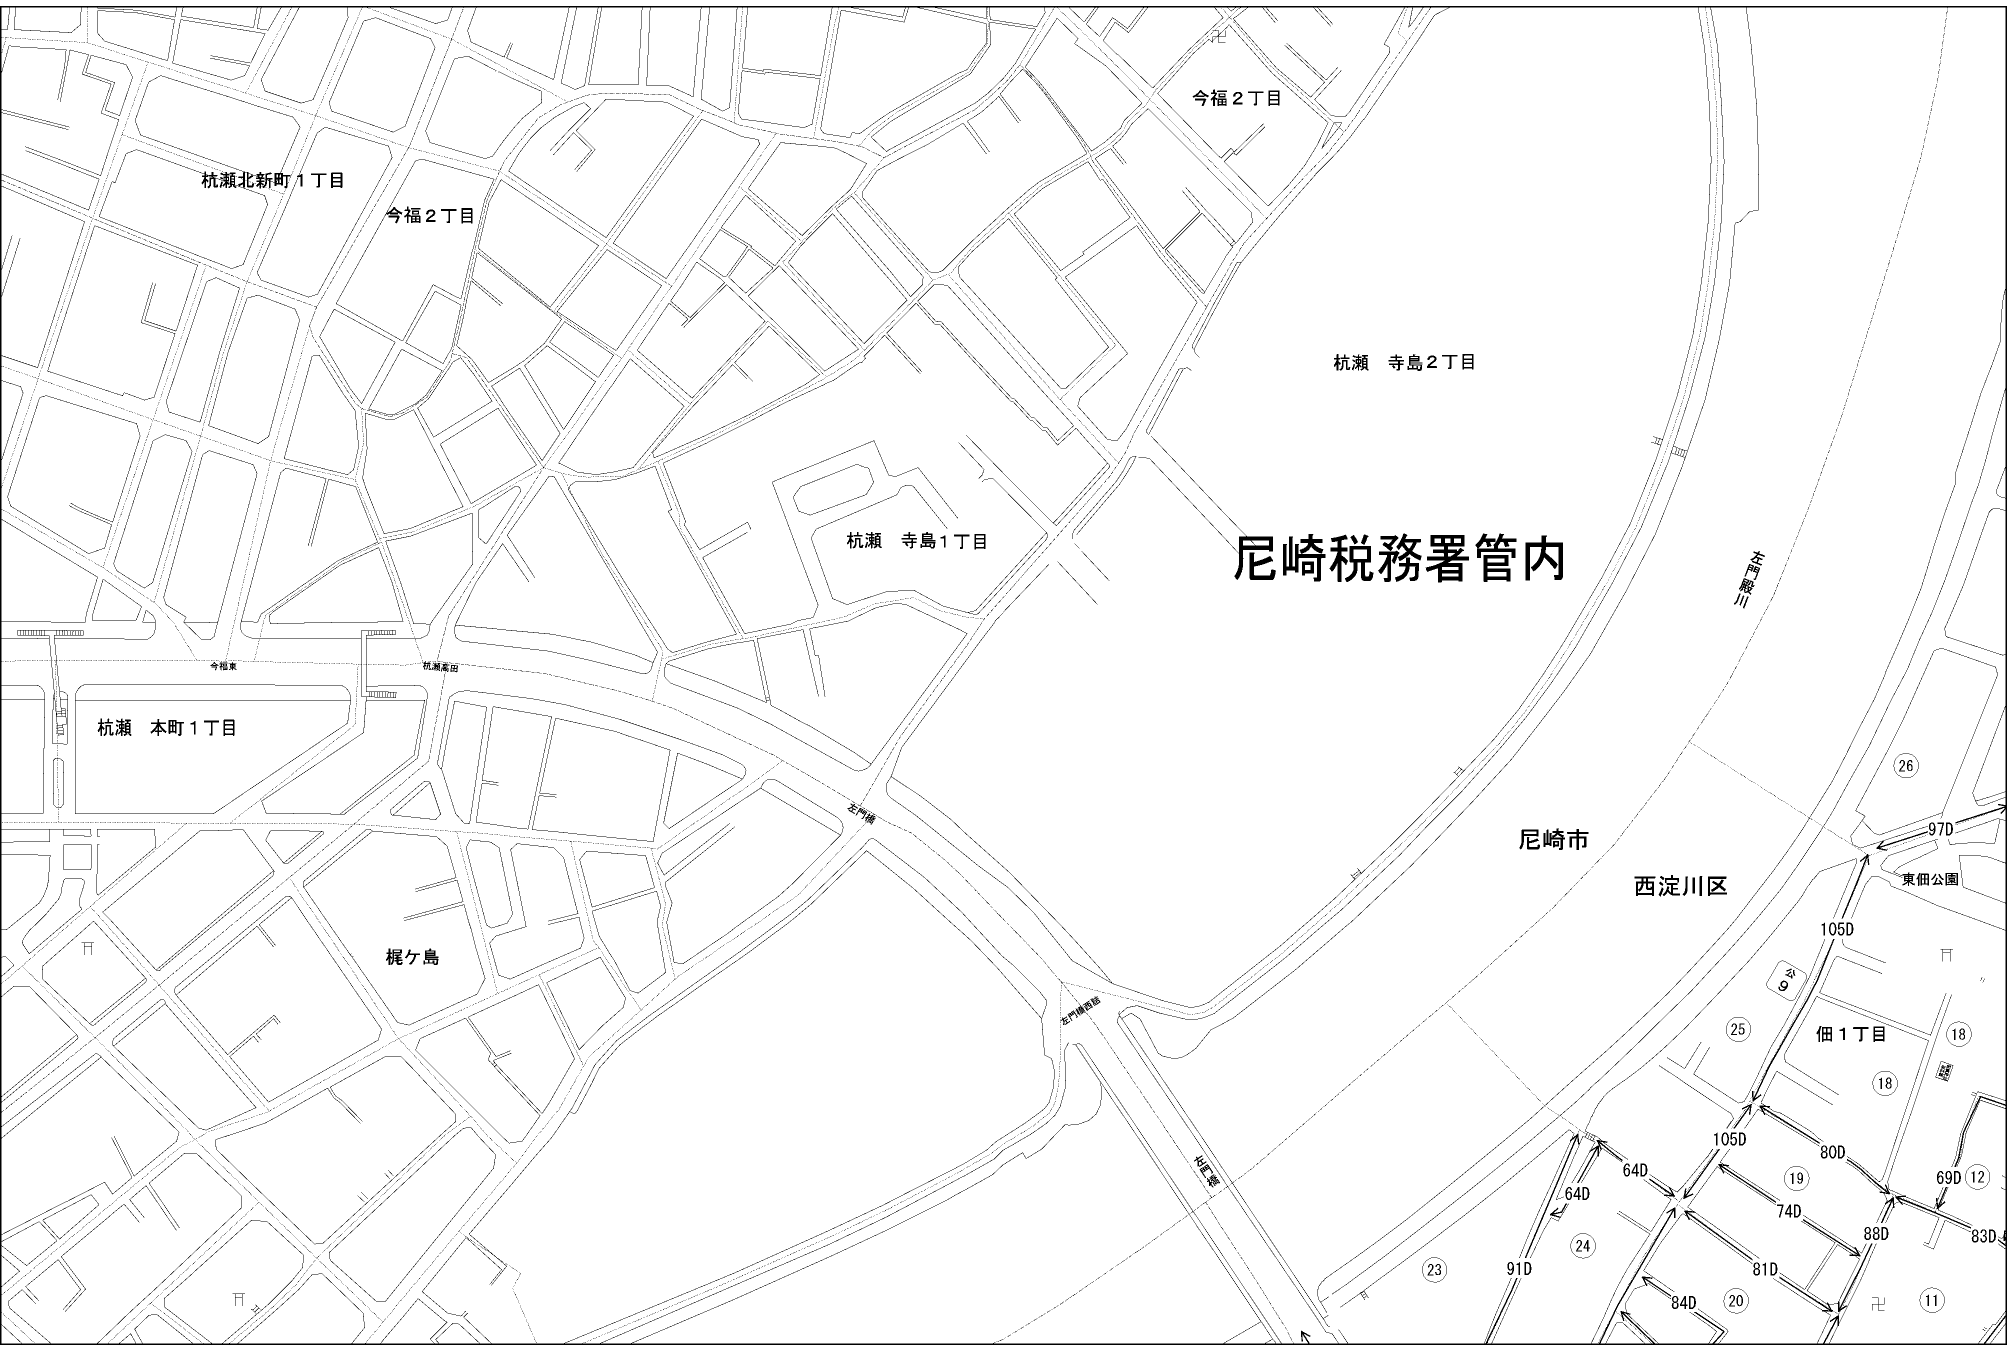 今福２丁目
杭瀬北新町１丁目
今福２丁目
杭瀬　寺島２丁目
杭瀬　寺島１丁目
尼崎税務署管内
左門殿川
今福東
杭瀬高田
杭瀬　本町１丁目
26
左門橋
97D
尼崎市
東佃公園
西淀川区
105D
梶ケ島
公9
左門橋西詰
25
佃１丁目
18
18
105D
80D
左門橋
64D
69D
12
19
64D
74D
88D
83D
24
91D
81D
23
84D
20
11